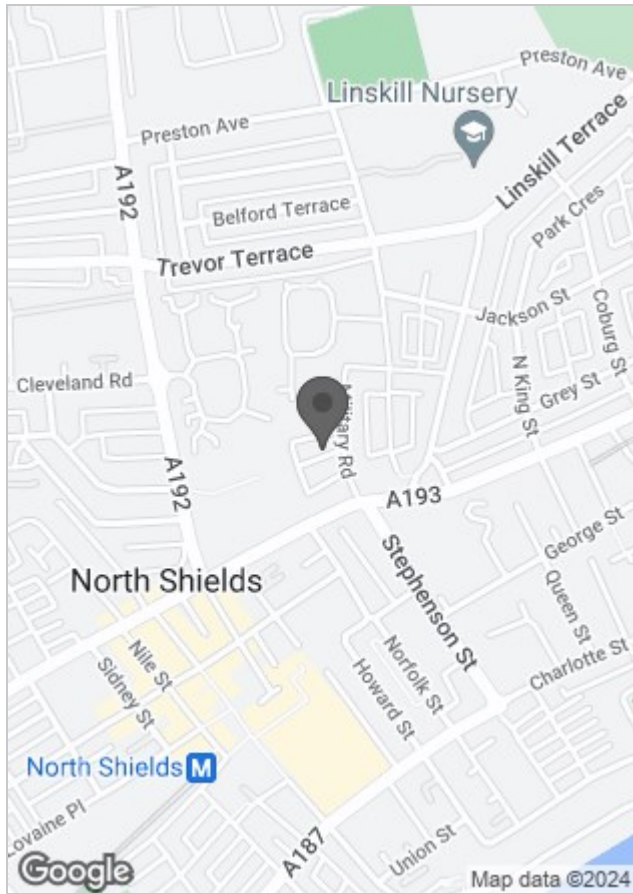 Preston Ave
Linskill Nursery
Preston Ave
Linskill Terrace
A192
Belford Terrace
Park Cres
Trevor Terrace
Jackson St
Coburg St
Cleveland Rd
N King St
Grey St
Military Rd
A192
A193
George St
Stephenson St
North Shields
Queen St
Nile St
Norfolk St
Charlotte St
Sidney St
Howard St
North Shields M
Lovaine Pl
A187
Union St
Google
Map data ©2024